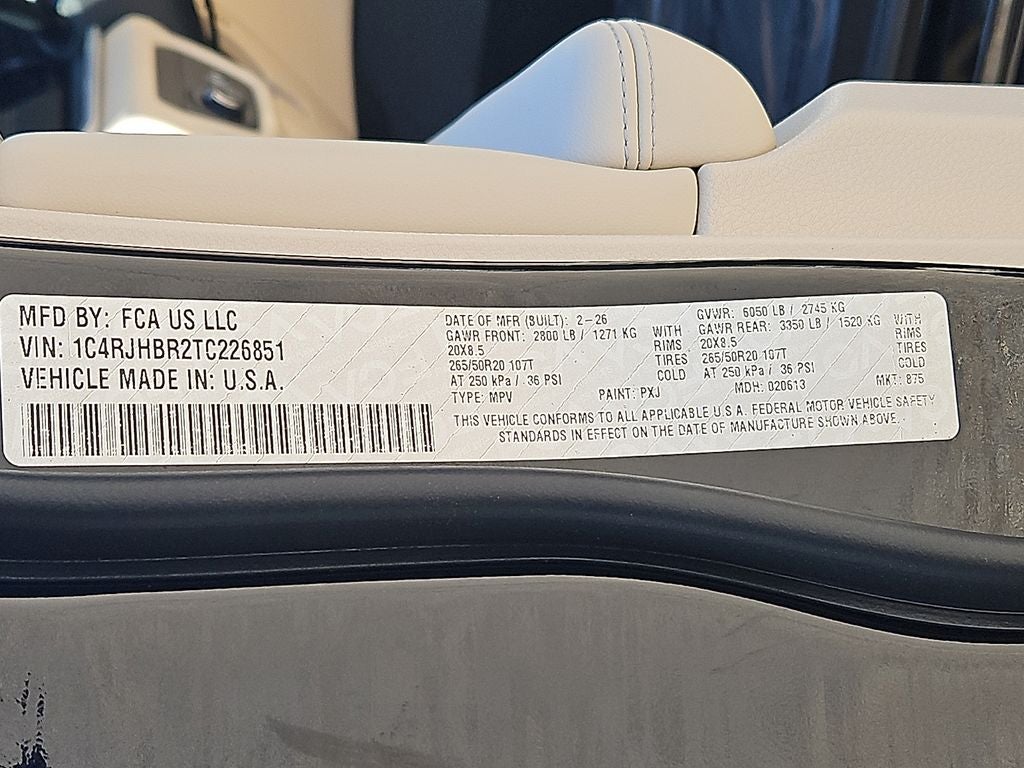 MFD BY: FCA US LLC
VIN: 1C4RJHBR2TC226851
VEHICLE MADE IN: U.S.A.
DATE OF MFR (BUILT): 2-26
GAWR FRONT: 2800 LB / 1271 KG WITH
20X8.5 RIMS
265/50R20 107T TIRES
AT 250 kPa / 36 PSI COLD
TYPE: MPV PAINT: PXJ
GVWR: 6050 LB / 2745 KG
GAWR REAR: 3350 LB / 1520 KG WITH
20X8.5 RIMS
265/50R20 107T TIRES
AT 250 kPa / 36 PSI COLD
MDH: 020613 MKT: 875
THIS VEHICLE CONFORMS TO ALL APPLICABLE U.S.A. FEDERAL MOTOR VEHICLE SAFETY
STANDARDS IN EFFECT ON THE DATE OF MANUFACTURE SHOWN ABOVE.